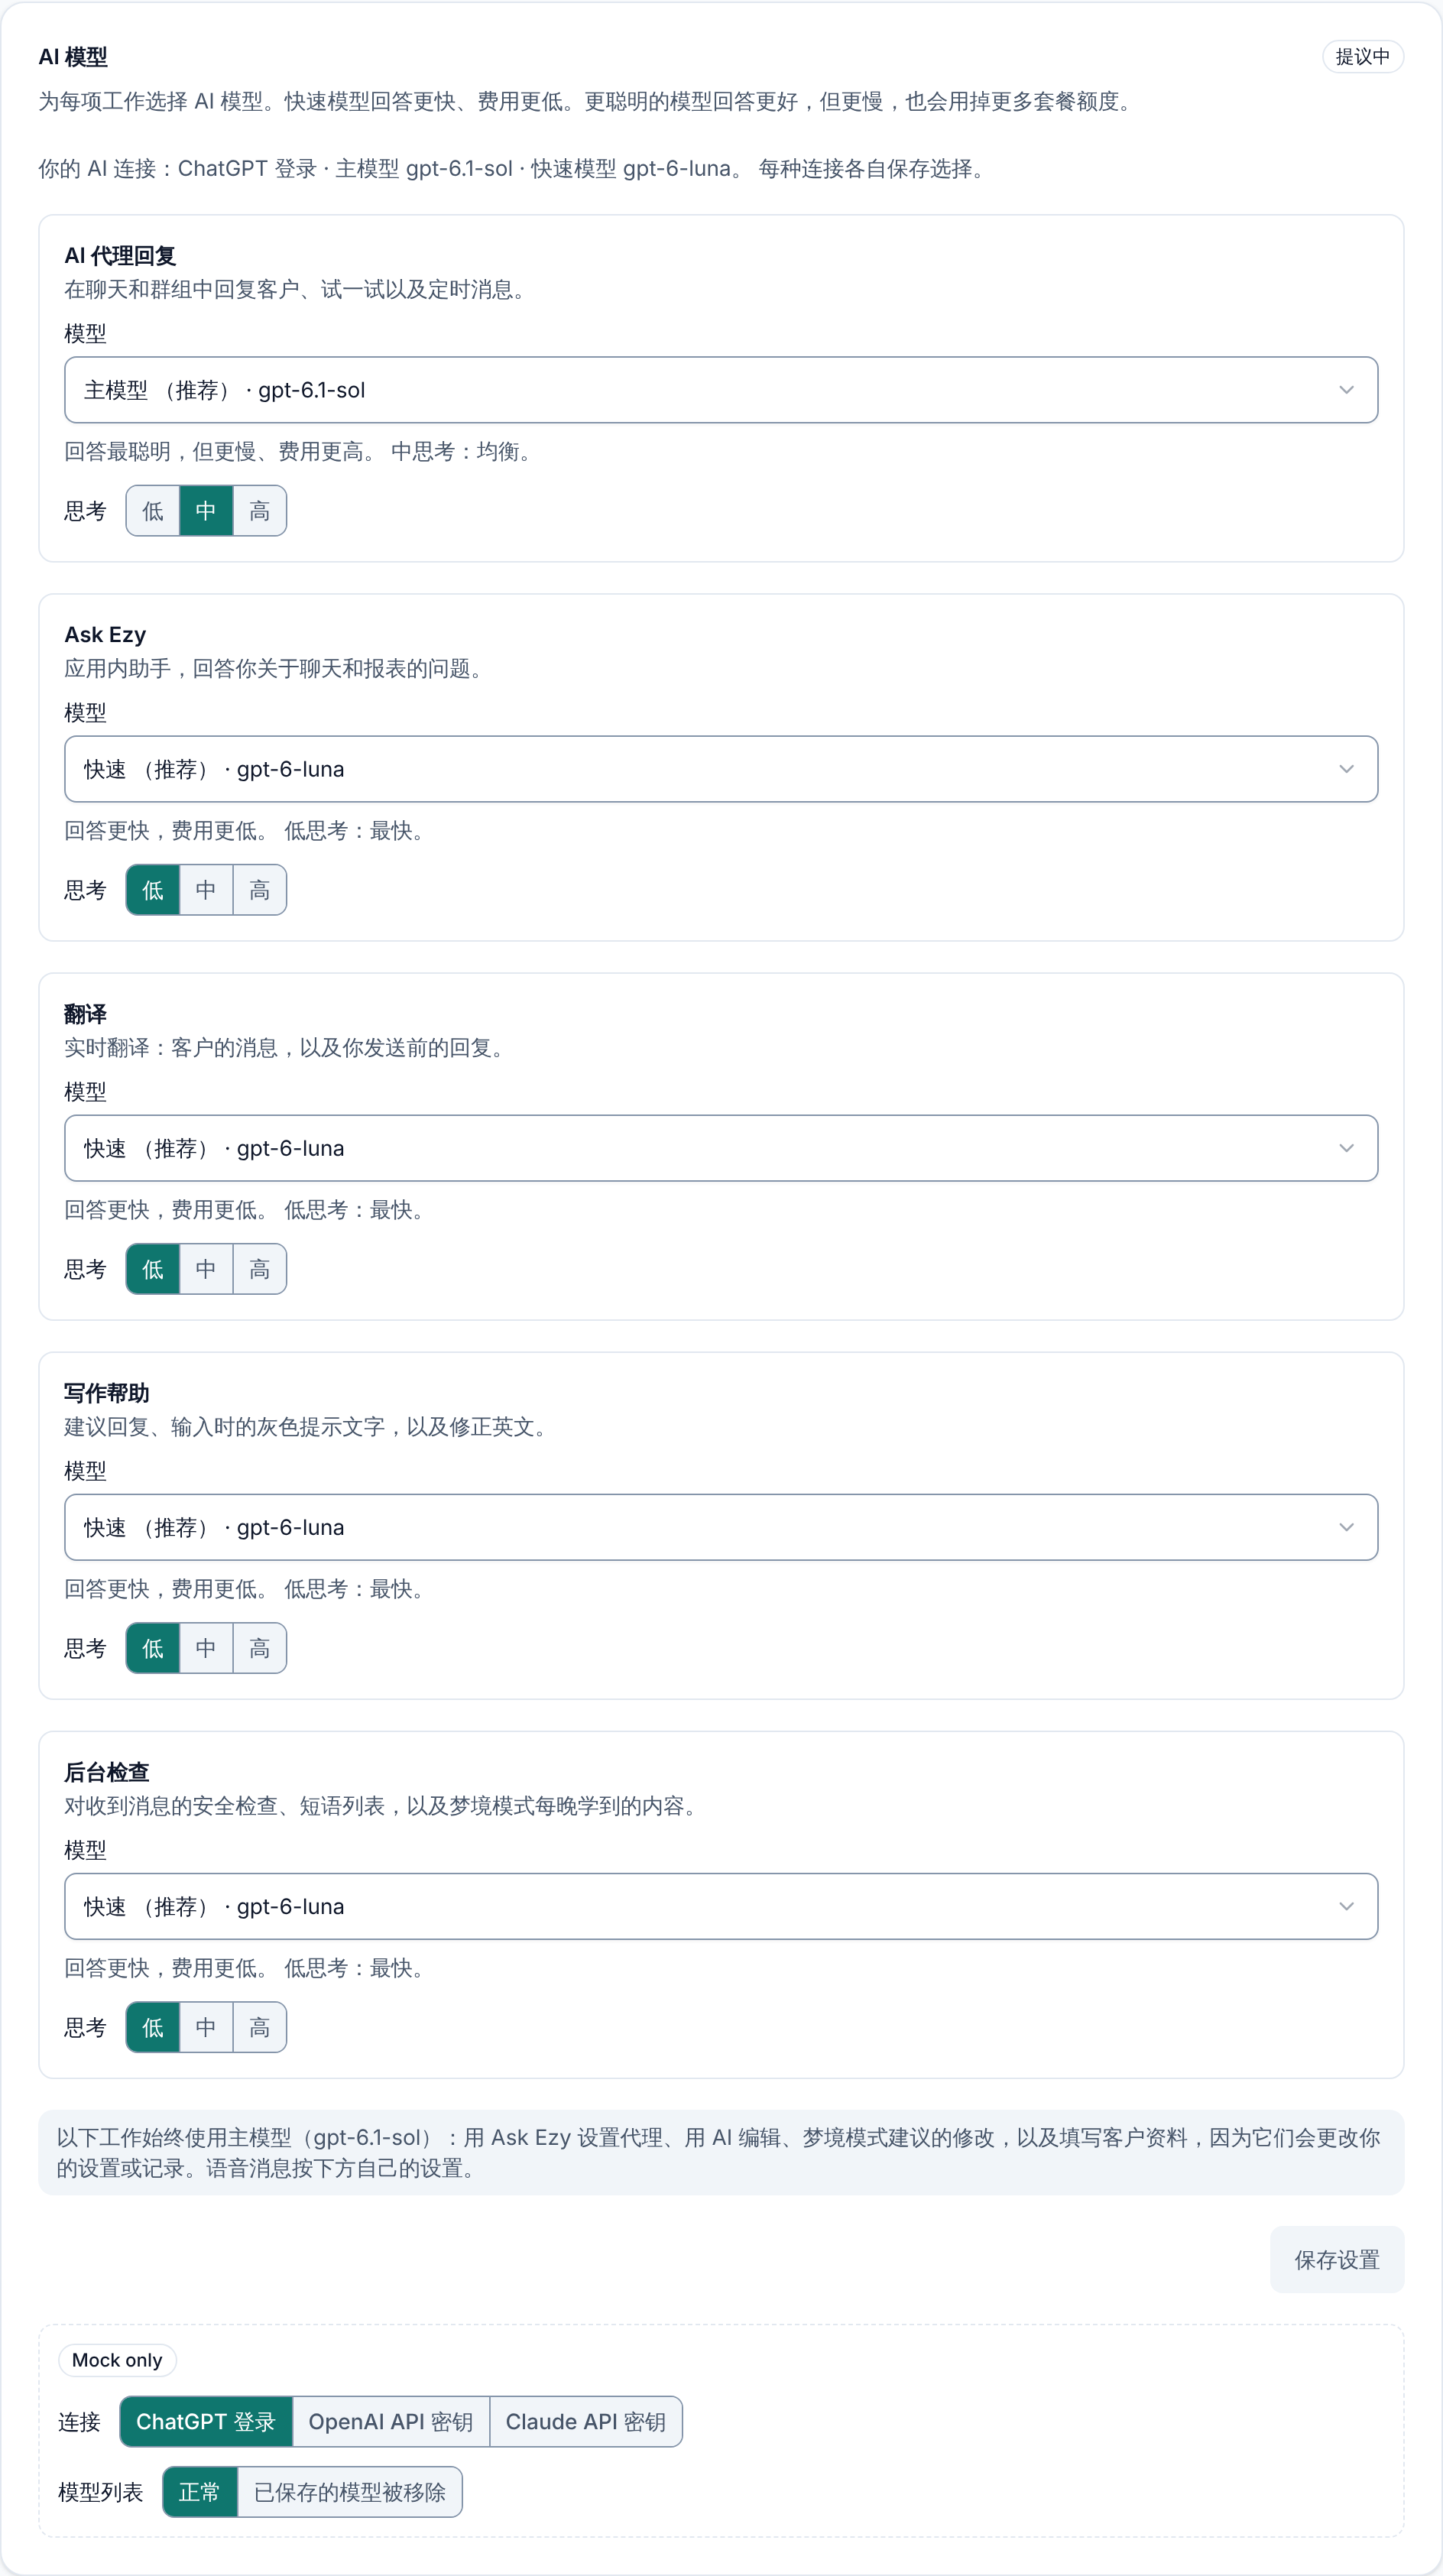 AI 模型
提议中
为每项工作选择 AI 模型。快速模型回答更快、费用更低。更聪明的模型回答更好，但更慢，也会用掉更多套餐额度。
你的 AI 连接：ChatGPT 登录 · 主模型 gpt-6.1-sol · 快速模型 gpt-6-luna。 每种连接各自保存选择。
AI 代理回复
在聊天和群组中回复客户、试一试以及定时消息。
模型
主模型 （推荐） · gpt-6.1-sol
回答最聪明，但更慢、费用更高。 中思考：均衡。
思考 低 中 高
Ask Ezy
应用内助手，回答你关于聊天和报表的问题。
模型
快速 （推荐） · gpt-6-luna
回答更快，费用更低。 低思考：最快。
思考 低 中 高
翻译
实时翻译：客户的消息，以及你发送前的回复。
模型
快速 （推荐） · gpt-6-luna
回答更快，费用更低。 低思考：最快。
思考 低 中 高
写作帮助
建议回复、输入时的灰色提示文字，以及修正英文。
模型
快速 （推荐） · gpt-6-luna
回答更快，费用更低。 低思考：最快。
思考 低 中 高
后台检查
对收到消息的安全检查、短语列表，以及梦境模式每晚学到的内容。
模型
快速 （推荐） · gpt-6-luna
回答更快，费用更低。 低思考：最快。
思考 低 中 高
以下工作始终使用主模型（gpt-6.1-sol）：用 Ask Ezy 设置代理、用 AI 编辑、梦境模式建议的修改，以及填写客户资料，因为它们会更改你
的设置或记录。语音消息按下方自己的设置。
保存设置
Mock only
连接 ChatGPT 登录 OpenAI API 密钥 Claude API 密钥
模型列表 正常 已保存的模型被移除